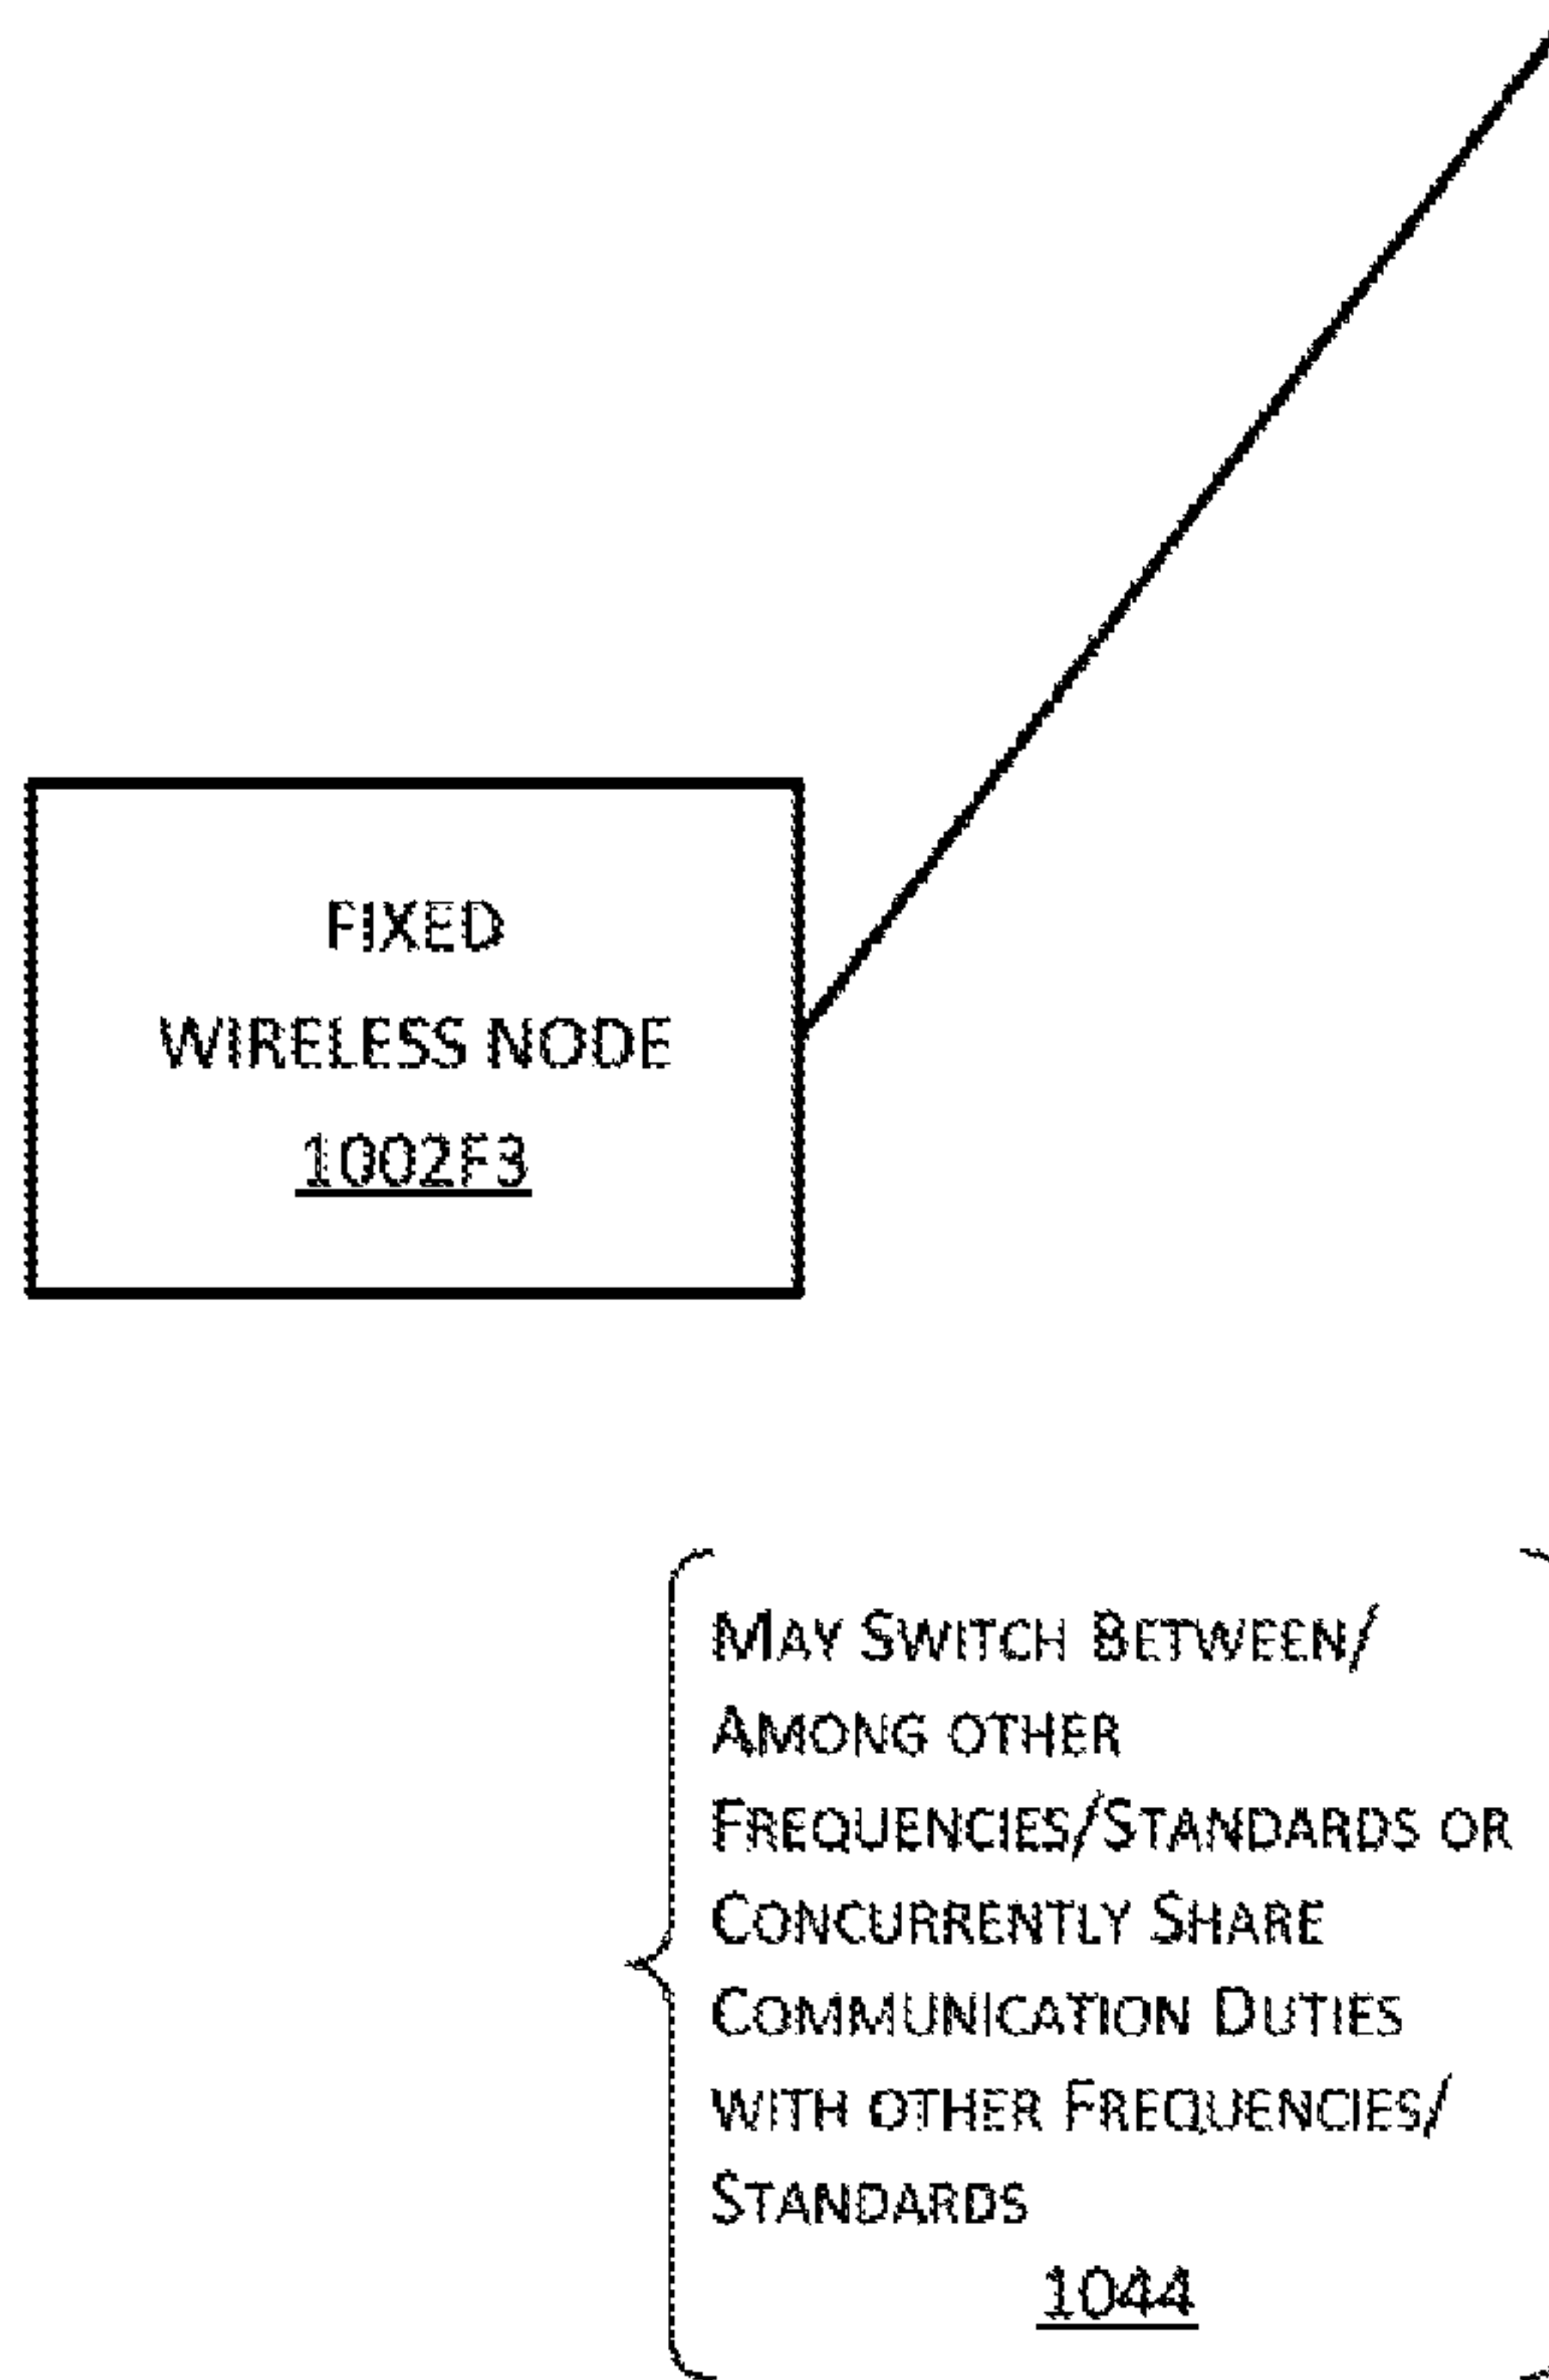 FIXED
WIRELESS NODE
1002F3
MAY SWITCH BETWEEN/
AMONG OTHER
FREQUENCIES/STANDARDS OR
CONCURRENTLY SHARE
COMMUNICATION DUTIES
WITH OTHER FREQUENCIES/
STANDARDS
1044